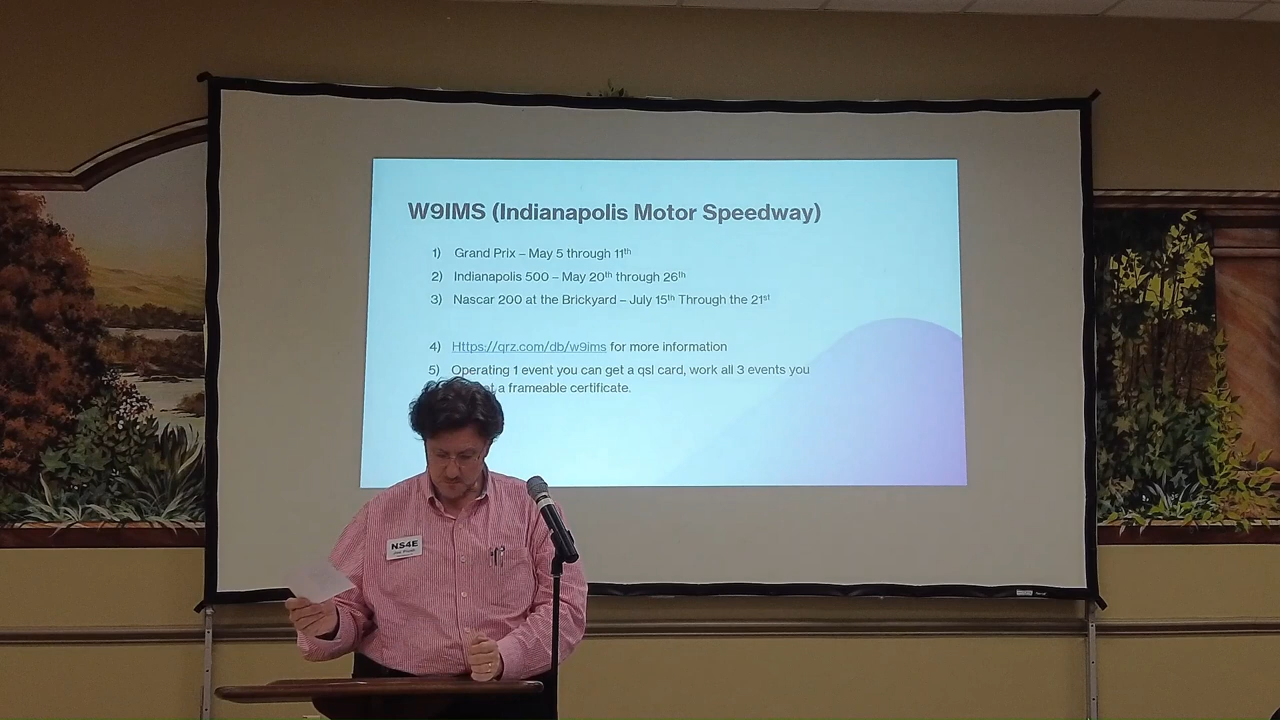 W9IMS (Indianapolis Motor Speedway)
1) Grand Prix – May 5 through 11th
2) Indianapolis 500 – May 20th through 26th
3) Nascar 200 at the Brickyard – July 15th Through the 21st
4) Https://qrz.com/db/w9ims for more information
5) Operating 1 event you can get a qsl card, work all 3 events you
a frameable certificate.
NS4E